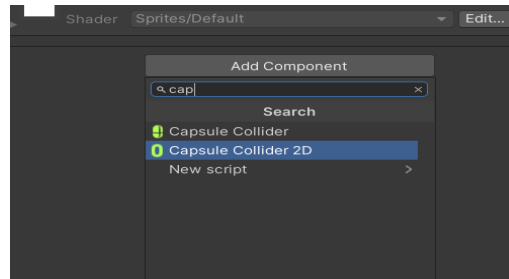 Shader Sprites/Default Edit...
Add Component
cap
Search
Capsule Collider
Capsule Collider 2D
New script